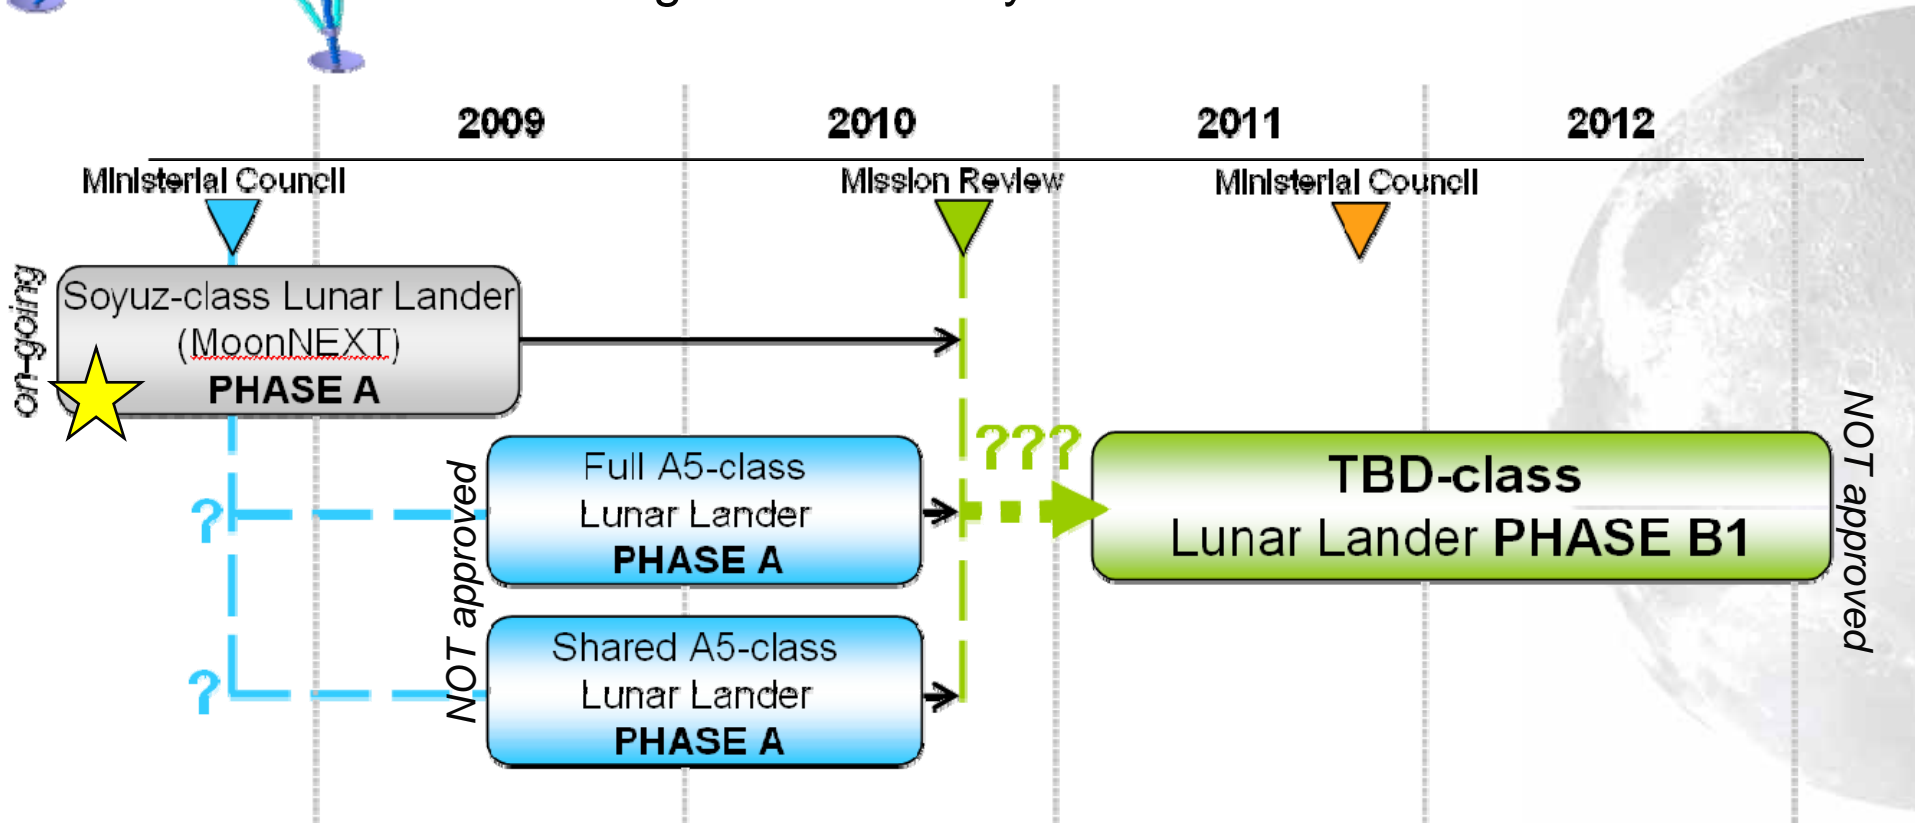 2009 2010 2011 2012
Ministerial Council Mission Review Ministerial Council
on-going
Soyuz-class Lunar Lander
(MoonNEXT)
PHASE A
???
?
NOT approved
Full A5-class
Lunar Lander
PHASE A
TBD-class
Lunar Lander PHASE B1
NOT approved
?
Shared A5-class
Lunar Lander
PHASE A